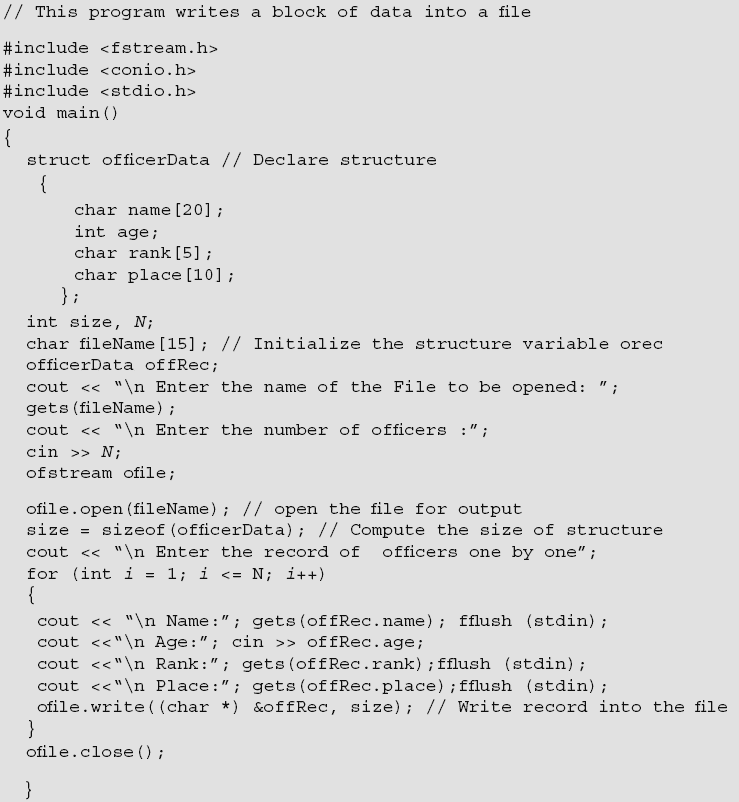 // This program writes a block of data into a file
#include <fstream.h>
#include <conio.h>
#include <stdio.h>
void main()
{
struct officerData // Declare structure
{
char name[20];
int age;
char rank[5];
char place[10];
};
int size, N;
char fileName[15]; // Initialize the structure variable orec
officerData offRec;
cout << “\n Enter the name of the File to be opened: ”;
gets(fileName);
cout << “\n Enter the number of officers :”;
cin >> N;
ofstream ofile;
ofile.open(fileName); // open the file for output
size = sizeof(officerData); // Compute the size of structure
cout << “\n Enter the record of  officers one by one”;
for (int i = 1; i <= N; i++)
{
cout << “\n Name:”; gets(offRec.name); fflush (stdin);
cout <<“\n Age:”; cin >> offRec.age;
cout <<“\n Rank:”; gets(offRec.rank);fflush (stdin);
cout <<“\n Place:”; gets(offRec.place);fflush (stdin);
ofile.write((char *) &offRec, size); // Write record into the file
}
ofile.close();
}